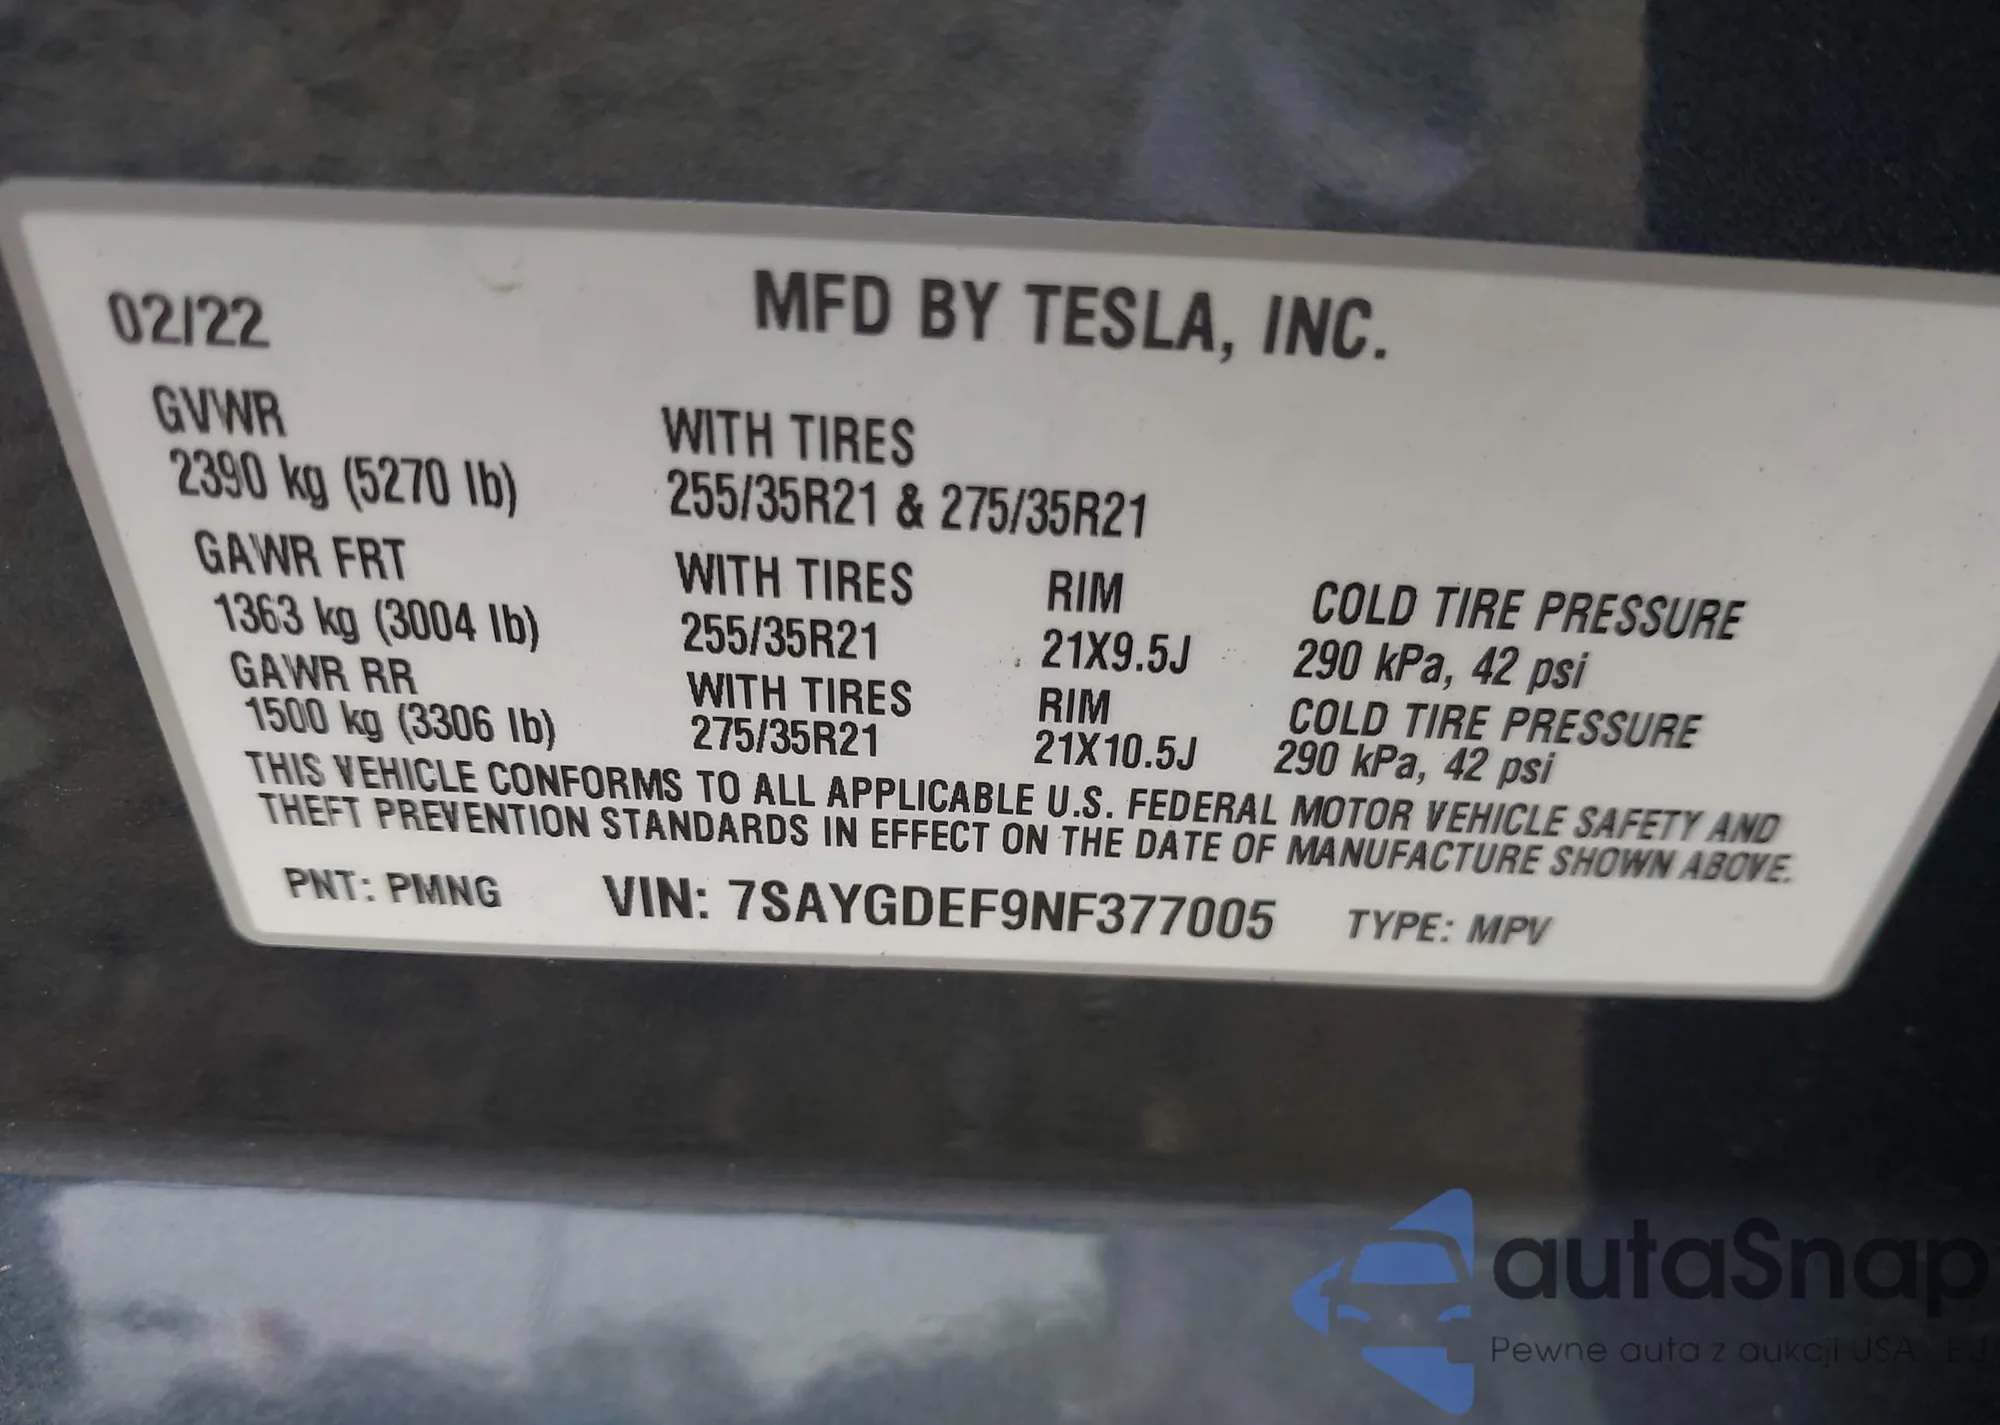 02/22 MFD BY TESLA, INC.
GVWR WITH TIRES
2390 kg (5270 lb) 255/35R21 & 275/35R21
GAWR FRT WITH TIRES RIM COLD TIRE PRESSURE
1363 kg (3004 lb) 255/35R21 21X9.5J 290 kPa, 42 psi
GAWR RR WITH TIRES RIM COLD TIRE PRESSURE
1500 kg (3306 lb) 275/35R21 21X10.5J 290 kPa, 42 psi
THIS VEHICLE CONFORMS TO ALL APPLICABLE U.S. FEDERAL MOTOR VEHICLE SAFETY AND
THEFT PREVENTION STANDARDS IN EFFECT ON THE DATE OF MANUFACTURE SHOWN ABOVE.
PNT: PMNG VIN: 7SAYGDEF9NF377005 TYPE: MPV
autaSnap
Pewne auta z aukcji USA